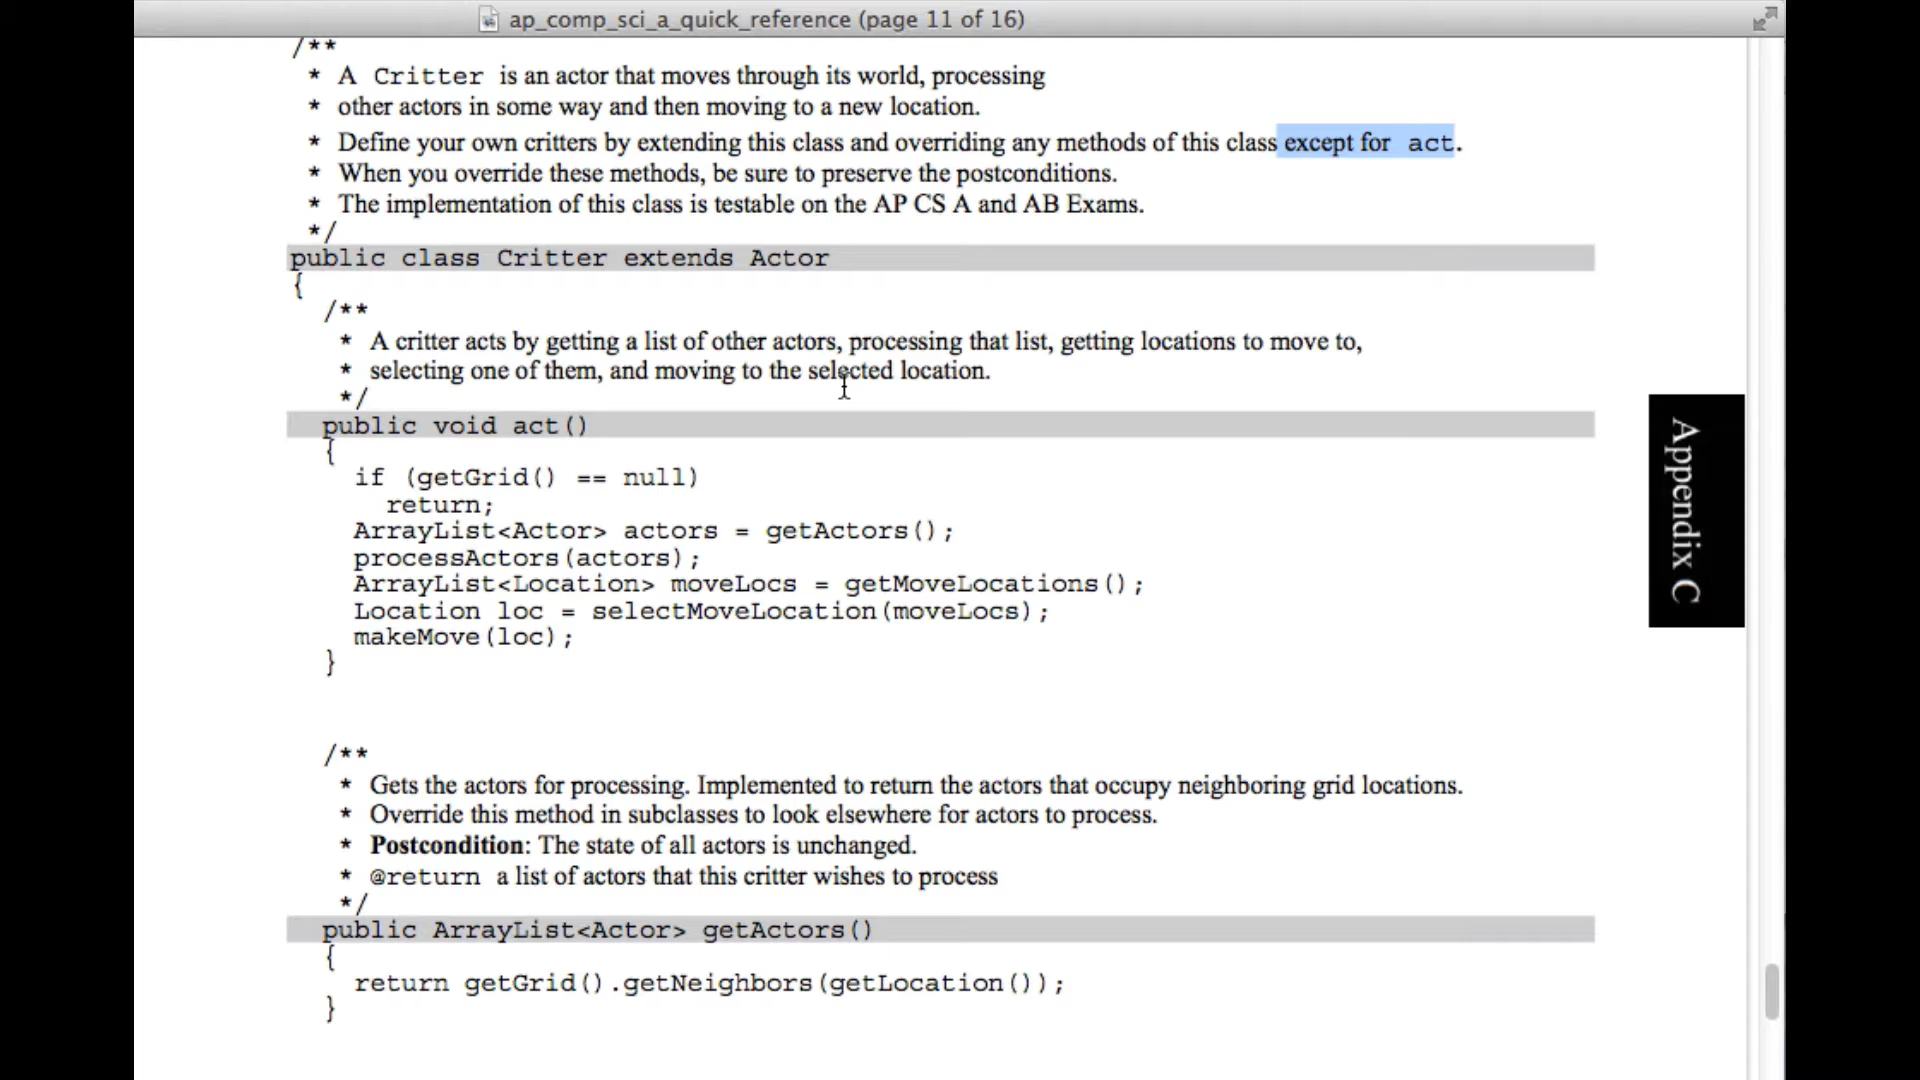 ap_comp_sci_a_quick_reference (page 11 of 16)
/**
* A Critter is an actor that moves through its world, processing
* other actors in some way and then moving to a new location.
* Define your own critters by extending this class and overriding any methods of this class except for act.
* When you override these methods, be sure to preserve the postconditions.
* The implementation of this class is testable on the AP CS A and AB Exams.
*/
public class Critter extends Actor
{
/**
* A critter acts by getting a list of other actors, processing that list, getting locations to move to,
* selecting one of them, and moving to the selected location.
*/
public void act()
{
if (getGrid() == null)
return;
ArrayList<Actor> actors = getActors();
processActors(actors);
ArrayList<Location> moveLocs = getMoveLocations();
Location loc = selectMoveLocation(moveLocs);
makeMove(loc);
}
/**
* Gets the actors for processing. Implemented to return the actors that occupy neighboring grid locations.
* Override this method in subclasses to look elsewhere for actors to process.
* Postcondition: The state of all actors is unchanged.
* @return a list of actors that this critter wishes to process
*/
public ArrayList<Actor> getActors()
{
return getGrid().getNeighbors(getLocation());
}
Appendix C